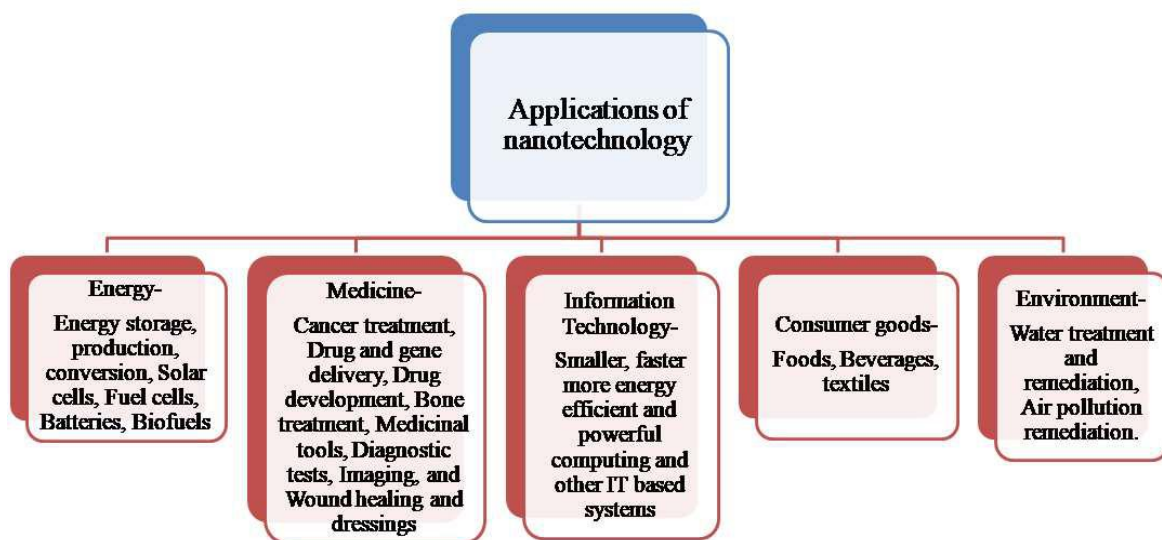 Applications of
nanotechnology
Energy-
Energy storage,
production,
conversion, Solar
cells, Fuel cells,
Batteries, Biofuels
Medicine-
Cancer treatment,
Drug and gene
delivery, Drug
development, Bone
treatment, Medicinal
tools, Diagnostic
tests, Imaging, and
Wound healing and
dressings
Information
Technology-
Smaller, faster
more energy
efficient and
powerful
computing and
other IT based
systems
Consumer goods-
Foods, Beverages,
textiles
Environment-
Water treatment
and
remediation,
Air pollution
remediation.